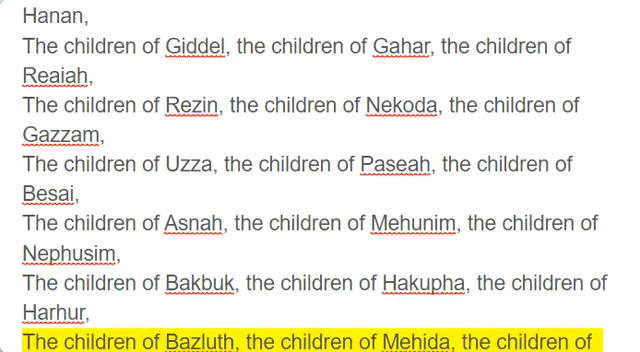 Hanan,
The children of Giddel, the children of Gahar, the children of
Reaiah,
The children of Rezin, the children of Nekoda, the children of
Gazzam,
The children of Uzza, the children of Paseah, the children of
Besai,
The children of Asnah, the children of Mehunim, the children of
Nephusim,
The children of Bakbuk, the children of Hakupha, the children of
Harhur,
The children of Bazluth, the children of Mehida, the children of